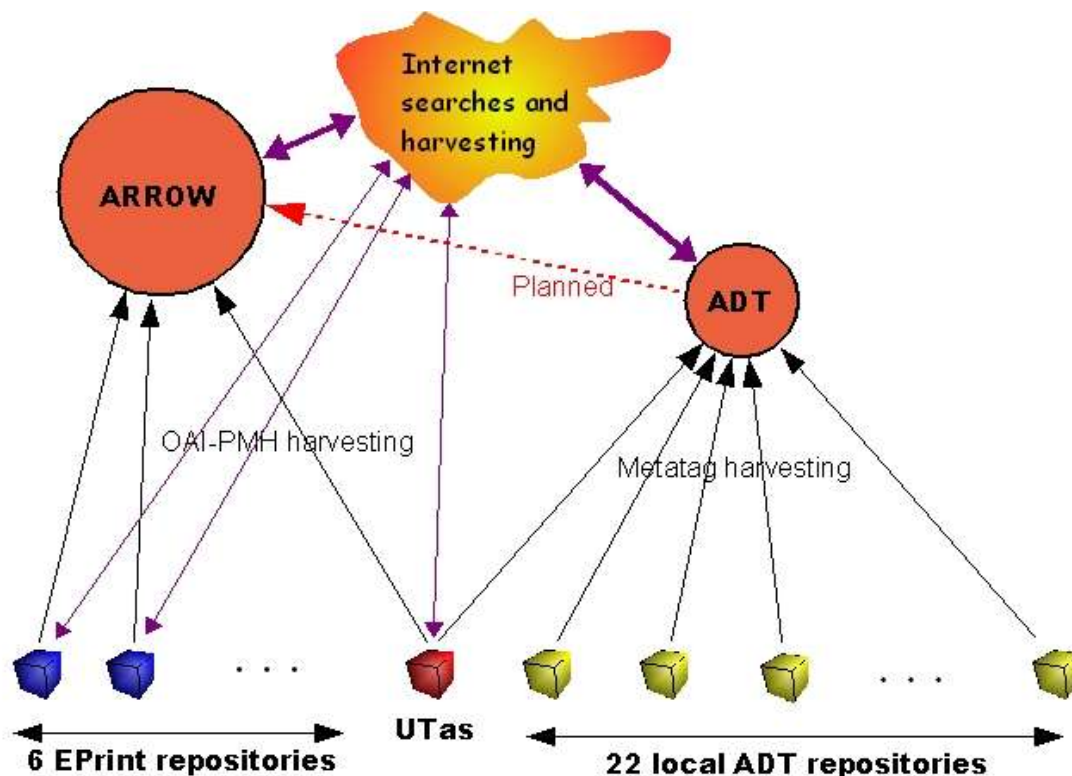 Internet
searches and
harvesting
ARROW
Planned
ADT
OAI-PMH harvesting
Metatag harvesting
. . .
. . .
UTas
6 EPrint repositories
22 local ADT repositories